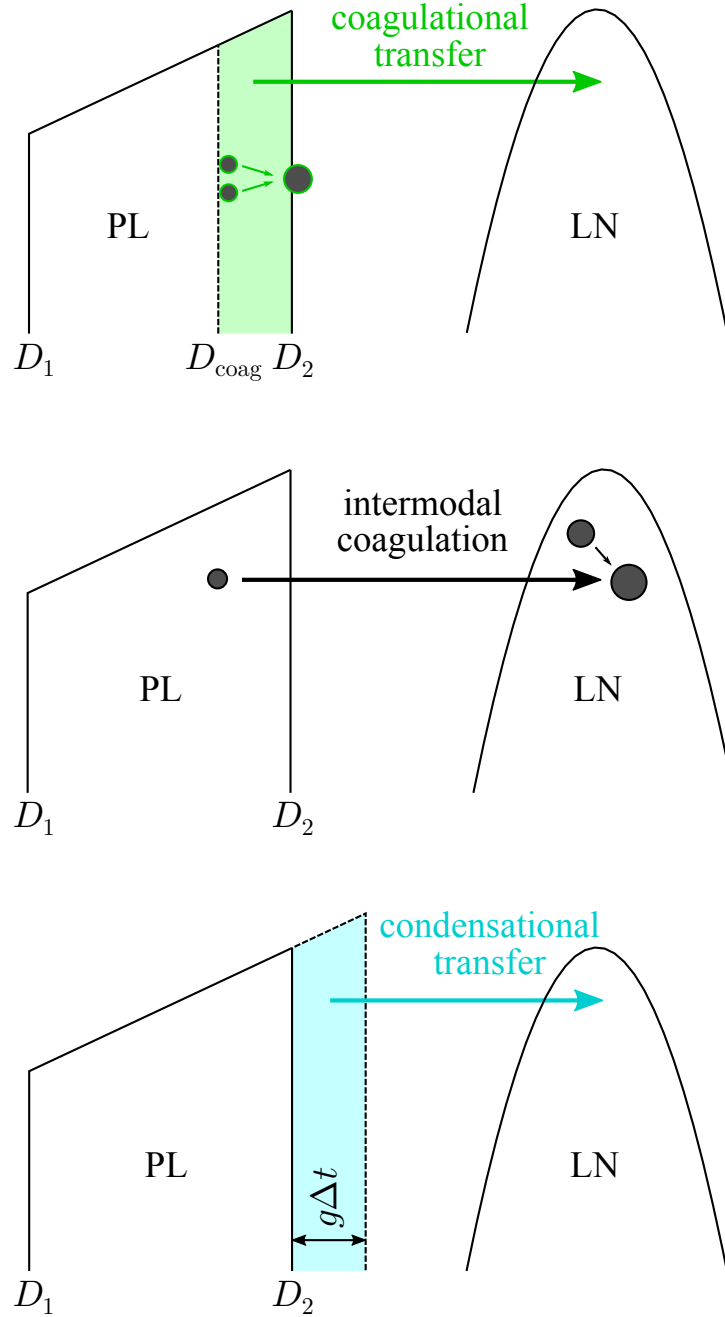 coagulational
transfer
PL
LN
D₁
D_coag
D₂
intermodal
coagulation
PL
LN
D₁
D₂
condensational
transfer
PL
LN
gΔt
D₁
D₂